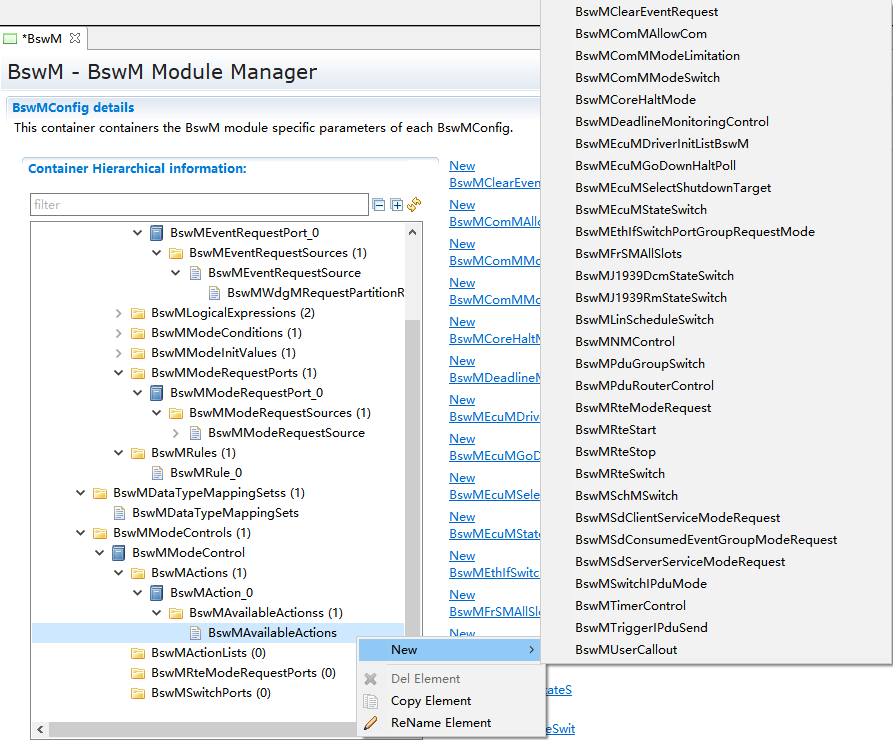 *BswM
BswM - BswM Module Manager
BswMConfig details
This container containers the BswM module specific parameters of each BswMConfig.
Container Hierarchical information:
filter
BswMEventRequestPort_0
BswMEventRequestSources (1)
BswMEventRequestSource
BswMWdgMRequestPartitionR
BswMLogicalExpressions (2)
BswMModeConditions (1)
BswMModeInitValues (1)
BswMModeRequestPorts (1)
BswMModeRequestPort_0
BswMModeRequestSources (1)
BswMModeRequestSource
BswMRules (1)
BswMRule_0
BswMDataTypeMappingSetss (1)
BswMDataTypeMappingSets
BswMModeControls (1)
BswMModeControl
BswMActions (1)
BswMAction_0
BswMAvailableActionss (1)
BswMAvailableActions
BswMActionLists (0)
BswMRteModeRequestPorts (0)
BswMSwitchPorts (0)
New
BswMClearEven
New
BswMComMAllo
New
BswMComMMo
New
BswMComMMo
New
BswMCoreHaltM
New
BswMDeadlineM
New
BswMEcuMDrive
New
BswMEcuMGoD
New
BswMEcuMSele
New
BswMEcuMState
New
BswMEthIfSwitc
New
BswMFrSMAllSlo
New
ateS
eSwit
New
Del Element
Copy Element
ReName Element
BswMClearEventRequest
BswMComMAllowCom
BswMComMModeLimitation
BswMComMModeSwitch
BswMCoreHaltMode
BswMDeadlineMonitoringControl
BswMEcuMDriverInitListBswM
BswMEcuMGoDownHaltPoll
BswMEcuMSelectShutdownTarget
BswMEcuMStateSwitch
BswMEthIfSwitchPortGroupRequestMode
BswMFrSMAllSlots
BswMJ1939DcmStateSwitch
BswMJ1939RmStateSwitch
BswMLinScheduleSwitch
BswMNMControl
BswMPduGroupSwitch
BswMPduRouterControl
BswMRteModeRequest
BswMRteStart
BswMRteStop
BswMRteSwitch
BswMSchMSwitch
BswMSdClientServiceModeRequest
BswMSdConsumedEventGroupModeRequest
BswMSdServerServiceModeRequest
BswMSwitchIPduMode
BswMTimerControl
BswMTriggerIPduSend
BswMUserCallout